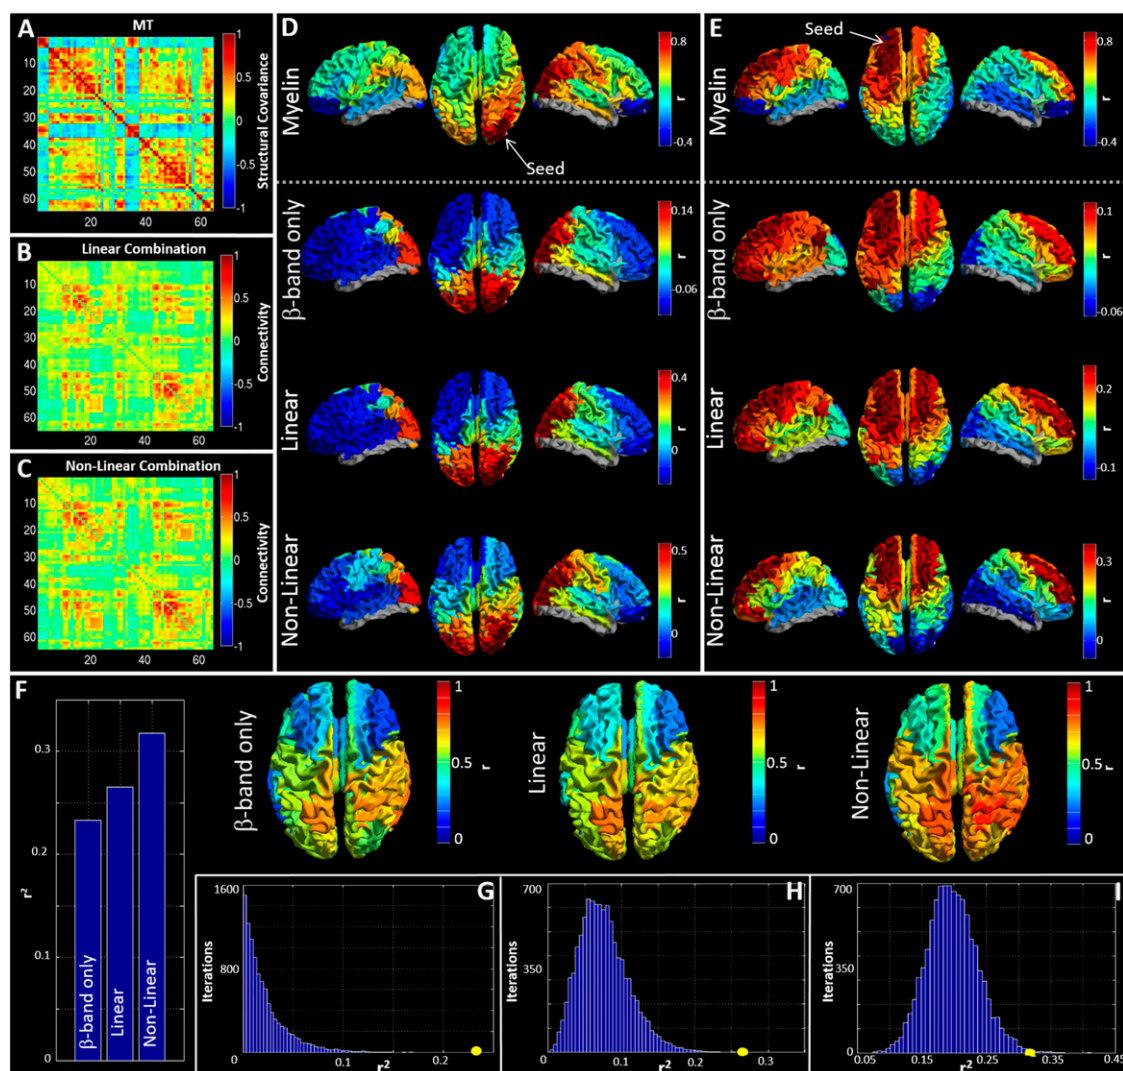 A
MT
10
20
30
40
50
60
20
40
60
1
0.5
0
-0.5
-1
Structural Covariance
B
Linear Combination
10
20
30
40
50
60
1
0.5
0
-0.5
-1
Connectivity
C
Non-Linear Combination
10
20
30
40
50
60
20
40
60
1
0.5
0
-0.5
-1
Connectivity
D
Myelin
Seed
0.8
r
-0.4
β-band only
0.14
r
-0.06
Linear
0.4
r
0
Non-Linear
0.5
r
0
E
Seed
Myelin
0.8
r
-0.4
β-band only
0.1
r
-0.06
Linear
0.2
r
-0.1
Non-Linear
0.3
r
0
F
0.3
0.2
0.1
0
r²
β-band only
Linear
Non-Linear
β-band only
1
0.5
0
r
Linear
1
0.5
0
r
Non-Linear
1
0.5
0
r
G
1600
800
0
Iterations
0.1
0.2
r²
H
700
350
0
Iterations
0.1
0.2
0.3
r²
I
700
350
0
Iterations
0.05
0.15
0.25
0.35
0.45
r²